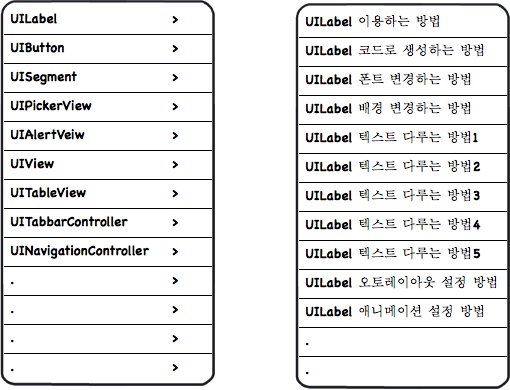 UILabel >
UIButton >
UISegment >
UIPickerView >
UIAlertVeiw >
UIView >
UITableView >
UITabbarController >
UINavigationController >
. >
. >
. >
. >
UILabel 이용하는 방법
UILabel 코드로 생성하는 방법
UILabel 폰트 변경하는 방법
UILabel 배경 변경하는 방법
UILabel 텍스트 다루는 방법1
UILabel 텍스트 다루는 방법2
UILabel 텍스트 다루는 방법3
UILabel 텍스트 다루는 방법4
UILabel 텍스트 다루는 방법5
UILabel 오토레이아웃 설정 방법
UILabel 애니메이션 설정 방법
.
.